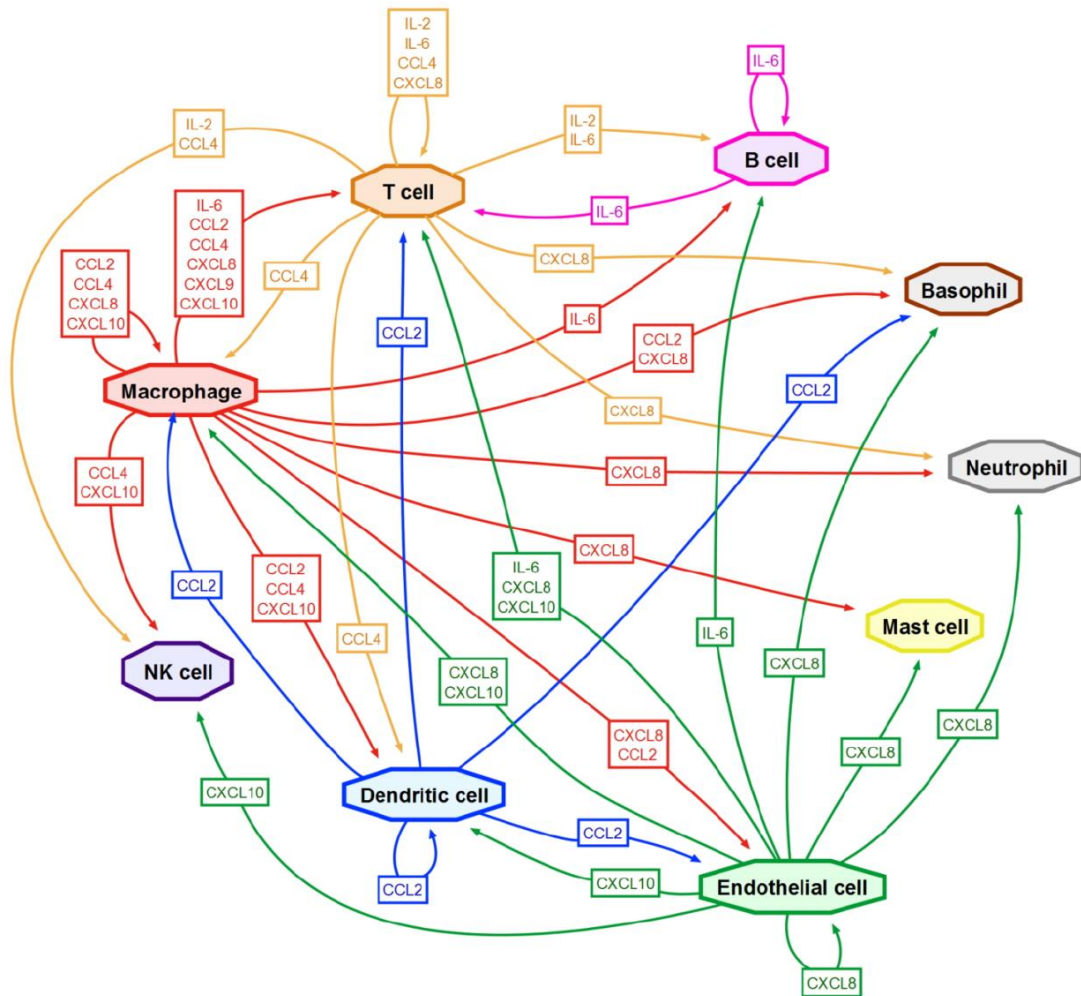 IL-2
IL-6
CCL4
CXCL8
IL-6
IL-2
CCL4
IL-2
IL-6
B cell
T cell
IL-6
CCL2
CCL4
CXCL8
CXCL9
CXCL10
IL-6
CCL2
CCL4
CXCL8
CXCL10
CCL4
CXCL8
Basophil
CCL2
IL-6
CCL2
CXCL8
Macrophage
CCL2
CXCL8
CCL4
CXCL10
CXCL8
Neutrophil
CXCL8
IL-6
CXCL8
CXCL10
CCL2
CCL2
CCL4
CXCL10
Mast cell
CCL4
IL-6
NK cell
CXCL8
CXCL10
CXCL8
CXCL8
CXCL8
CCL2
CXCL8
CXCL10
Dendritic cell
CCL2
CCL2
CXCL10
Endothelial cell
CXCL8